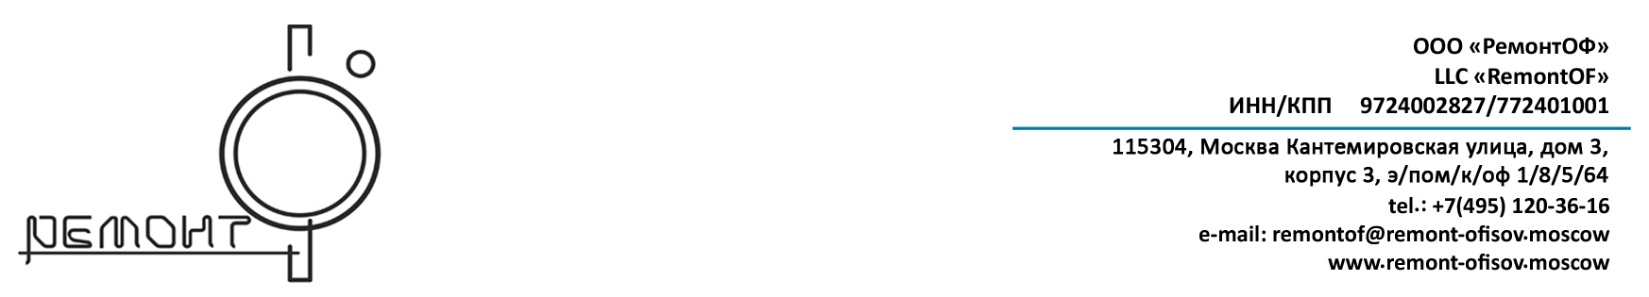 ремонт
ООО «РемонтОФ»
LLC «RemontOF»
ИНН/КПП 9724002827/772401001
115304, Москва Кантемировская улица, дом 3,
корпус 3, э/пом/к/оф 1/8/5/64
tel.: +7(495) 120-36-16
e-mail: remontof@remont-ofisov.moscow
www.remont-ofisov.moscow